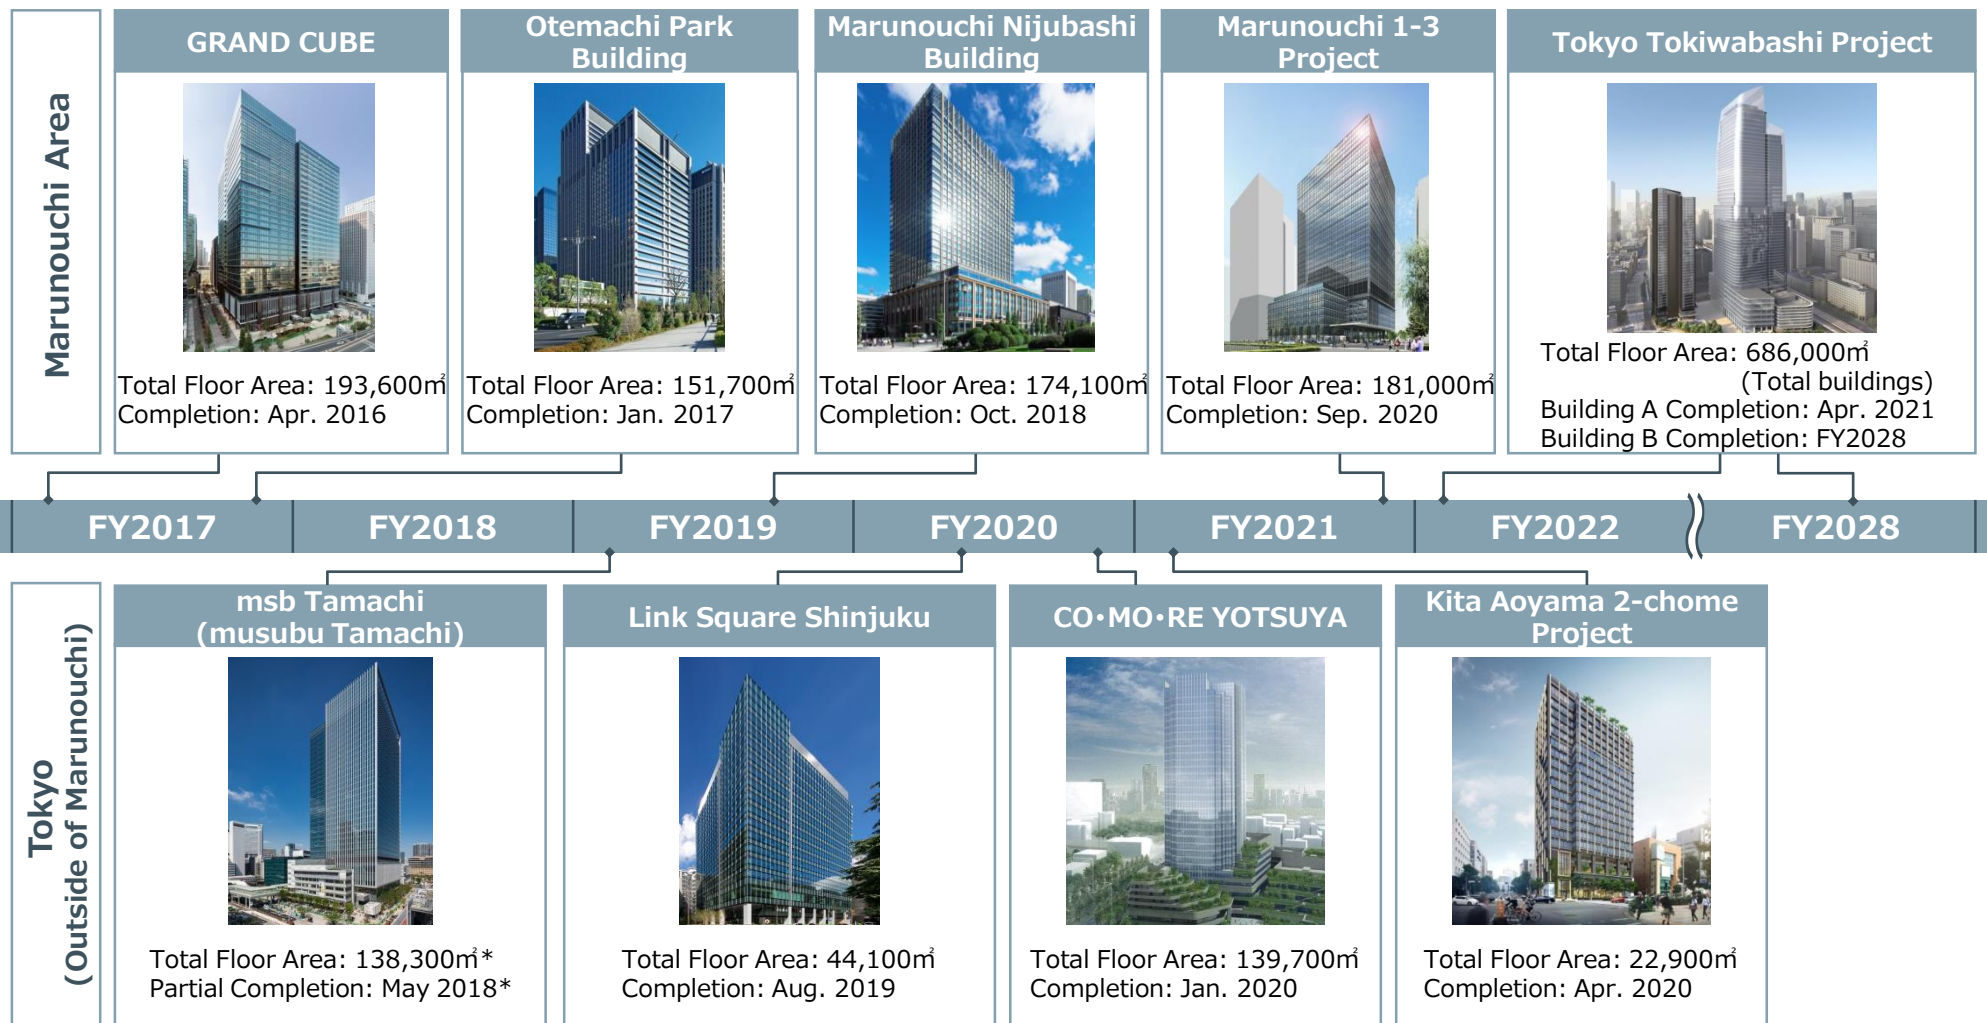 Marunouchi Area
GRAND CUBE
Total Floor Area: 193,600㎡
Completion: Apr. 2016
Otemachi Park
Building
Total Floor Area: 151,700㎡
Completion: Jan. 2017
Marunouchi Nijubashi
Building
Total Floor Area: 174,100㎡
Completion: Oct. 2018
Marunouchi 1-3
Project
Total Floor Area: 181,000㎡
Completion: Sep. 2020
Tokyo Tokiwabashi Project
Total Floor Area: 686,000㎡
(Total buildings)
Building A Completion: Apr. 2021
Building B Completion: FY2028
FY2017
FY2018
FY2019
FY2020
FY2021
FY2022
FY2028
Tokyo
(Outside of Marunouchi)
msb Tamachi
(musubu Tamachi)
Total Floor Area: 138,300㎡*
Partial Completion: May 2018*
Link Square Shinjuku
Total Floor Area: 44,100㎡
Completion: Aug. 2019
CO・MO・RE YOTSUYA
Total Floor Area: 139,700㎡
Completion: Jan. 2020
Kita Aoyama 2-chome
Project
Total Floor Area: 22,900㎡
Completion: Apr. 2020